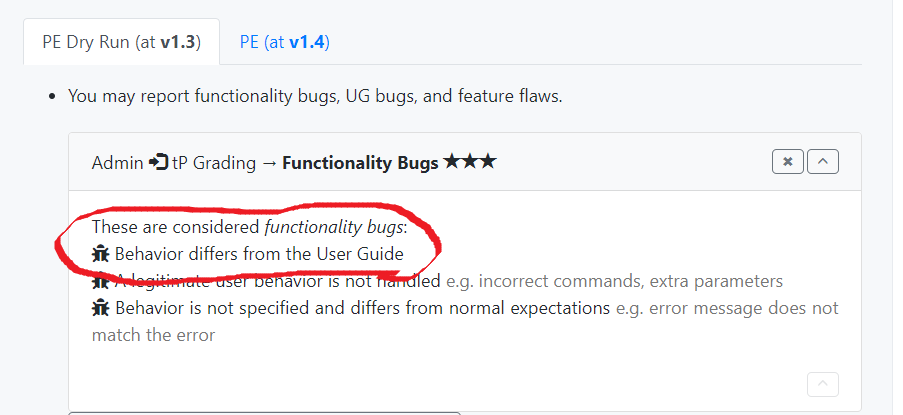 PE Dry Run (at v1.3) PE (at v1.4)
You may report functionality bugs, UG bugs, and feature flaws.
Admin tP Grading → Functionality Bugs ★★★
These are considered functionality bugs:
Behavior differs from the User Guide
A legitimate user behavior is not handled e.g. incorrect commands, extra parameters
Behavior is not specified and differs from normal expectations e.g. error message does not
match the error